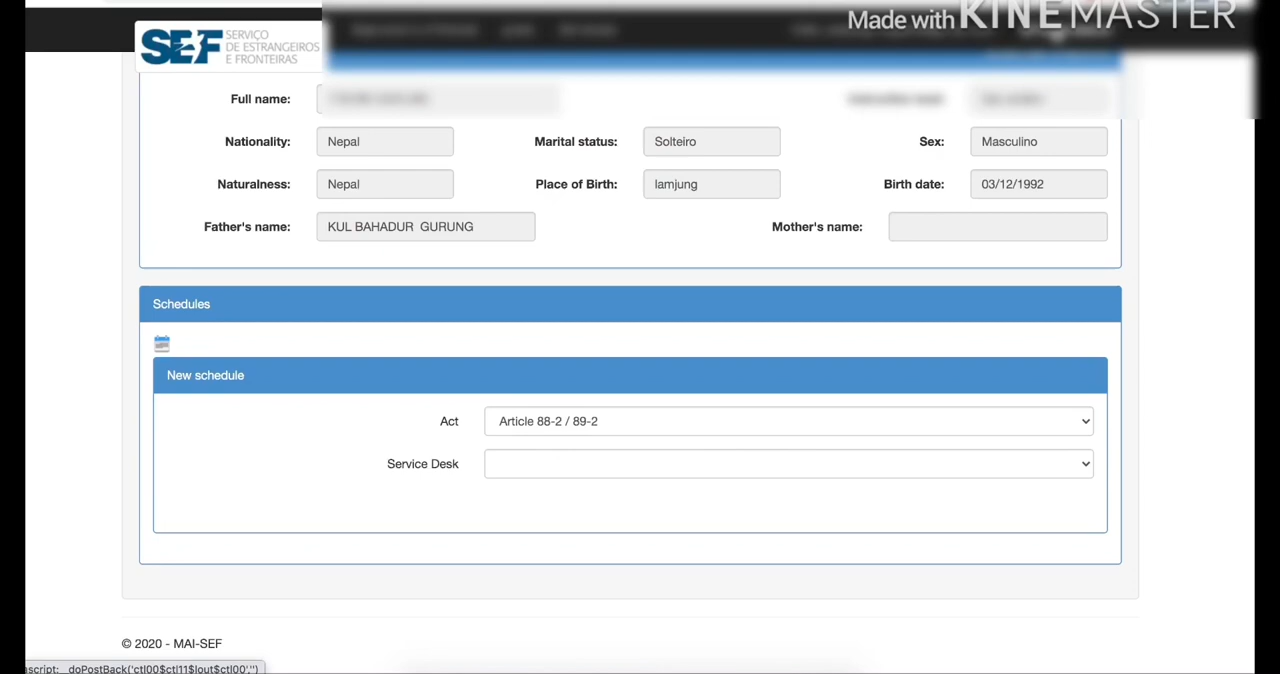 Made with KINEMASTER
SEF SERVIÇO
DE ESTRANGEIROS
E FRONTEIRAS
Full name:
Nationality: Nepal Marital status: Solteiro Sex: Masculino
Naturalness: Nepal Place of Birth: lamjung Birth date: 03/12/1992
Father's name: KUL BAHADUR GURUNG Mother's name:
Schedules
New schedule
Act Article 88-2 / 89-2
Service Desk
© 2020 - MAI-SEF
ascript:__doPostBack('ctl00$ctl11$lout$ctl00','')